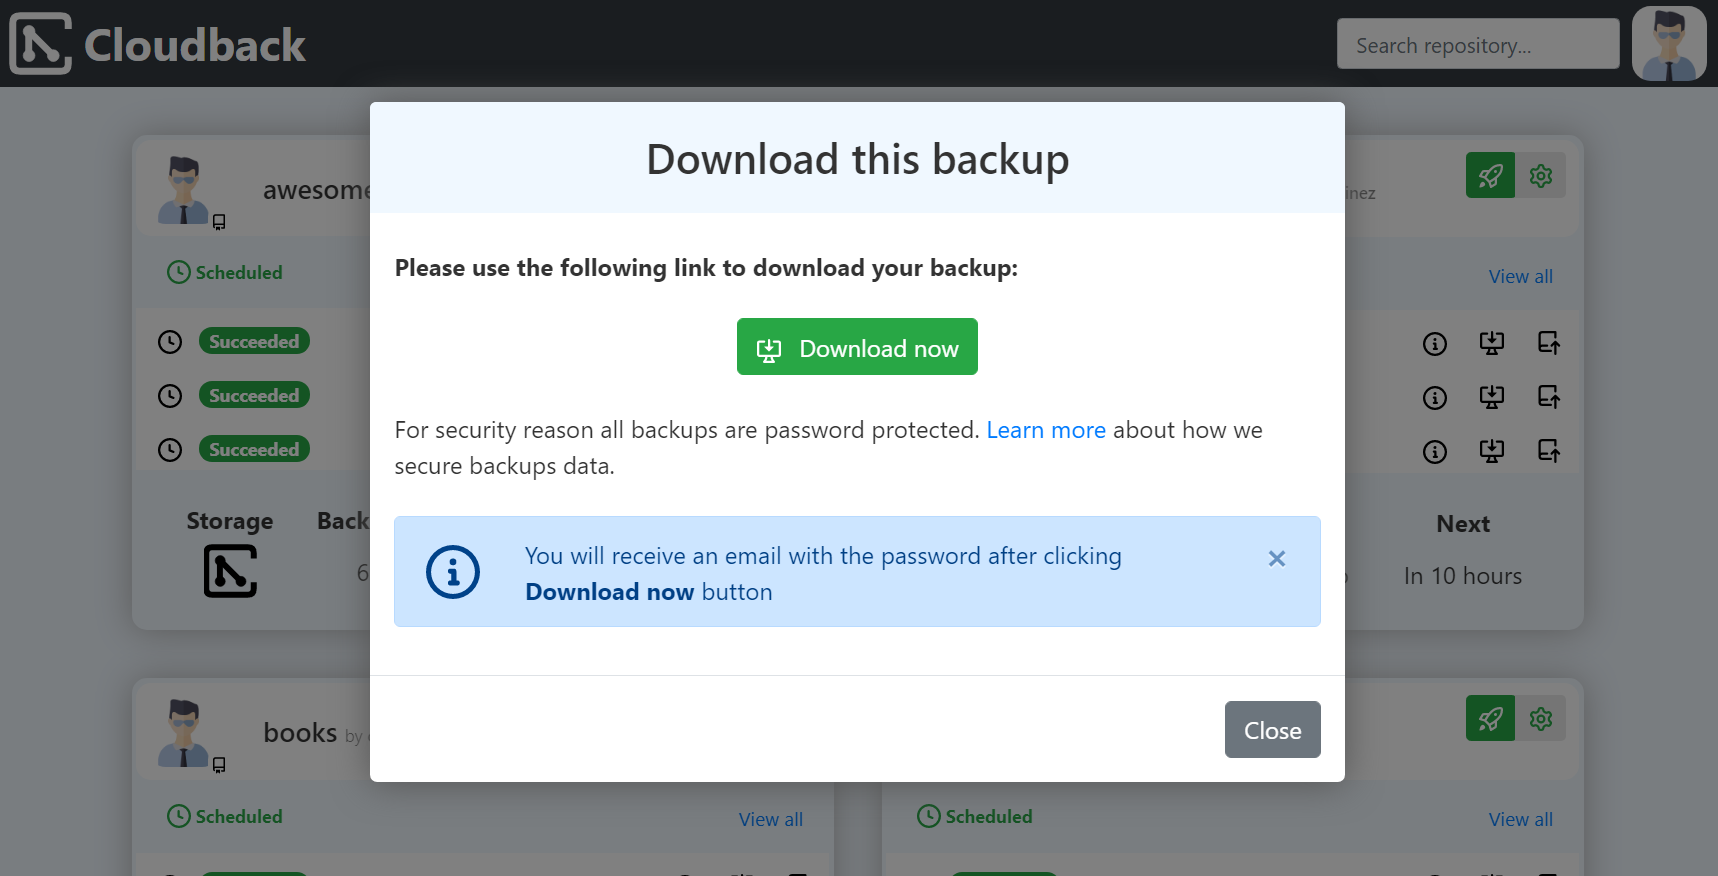 Cloudback
Search repository...
Download this backup
awesome
inez
Please use the following link to download your backup:
Scheduled
View all
Succeeded
Download now
Succeeded
For security reason all backups are password protected. Learn more about how we
Succeeded
secure backups data.
Storage
Back
Next
You will receive an email with the password after clicking
Download now button
6
In 10 hours
books by
Close
Scheduled
View all
Scheduled
View all